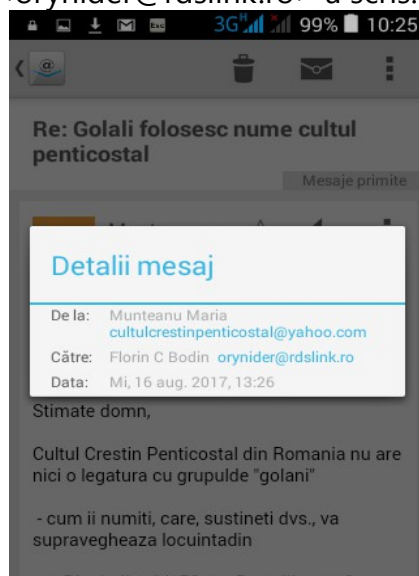 orynider@rdslink.ro> a scris:
Esc 3G H 99% 10:25
Re: Golali folosesc nume cultul
penticostal
Mesaje primite
Detalii mesaj
De la: Munteanu Maria
cultulcrestinpenticostal@yahoo.com
Către: Florin C Bodin orynider@rdslink.ro
Data: Mi, 16 aug. 2017, 13:26
Stimate domn,
Cultul Crestin Penticostal din Romania nu are
nici o legatura cu grupulde "golani"
- cum ii numiti, care, sustineti dvs., va
supravegheaza locuintadin